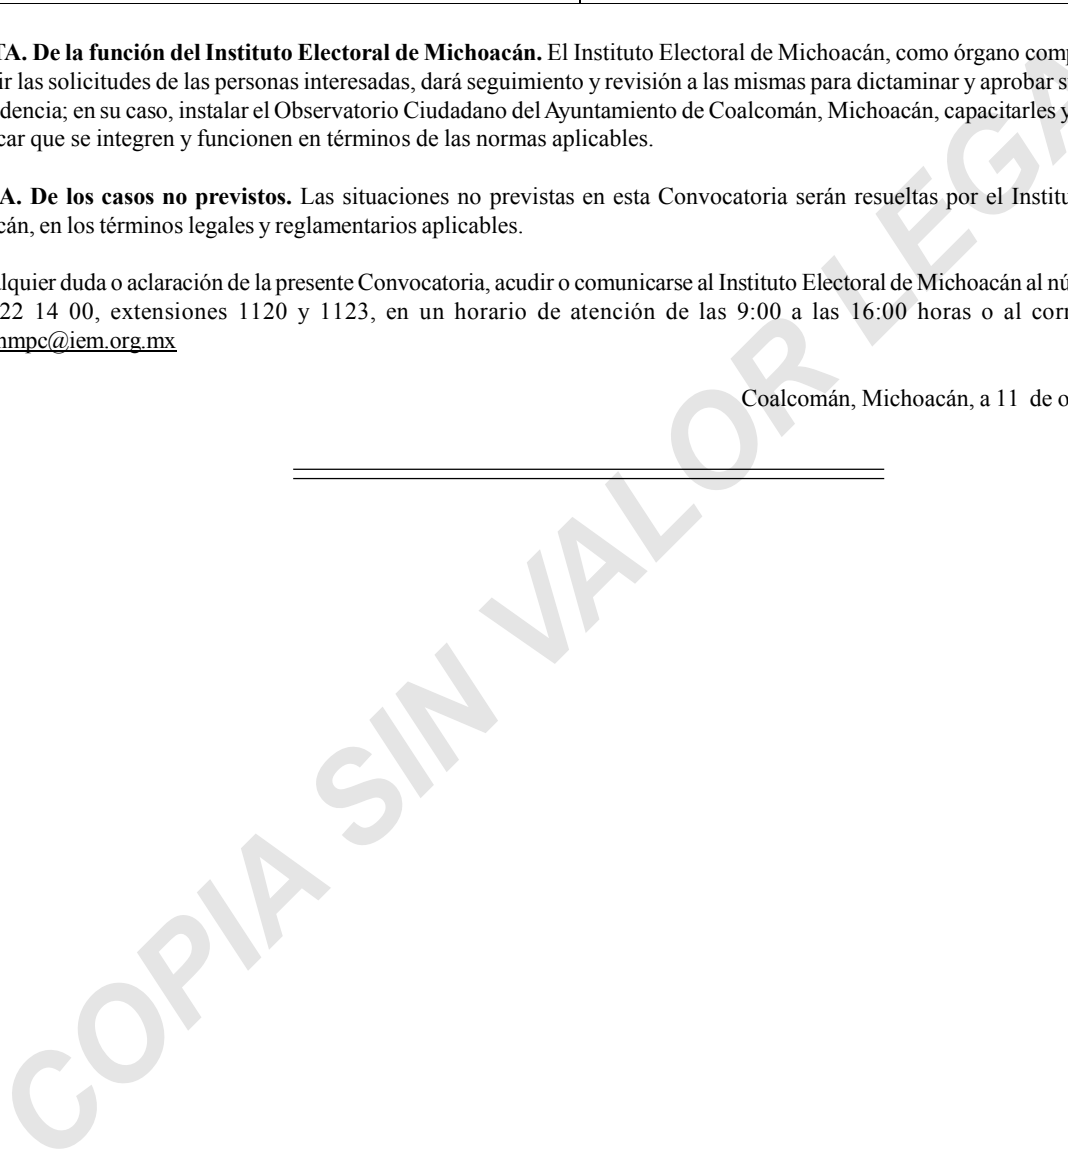 TA. De la función del Instituto Electoral de Michoacán. El Instituto Electoral de Michoacán, como órgano comp
ir las solicitudes de las personas interesadas, dará seguimiento y revisión a las mismas para dictaminar y aprobar s
dencia; en su caso, instalar el Observatorio Ciudadano del Ayuntamiento de Coalcomán, Michoacán, capacitarles y
car que se integren y funcionen en términos de las normas aplicables.
A. De los casos no previstos. Las situaciones no previstas en esta Convocatoria serán resueltas por el Institu
cán, en los términos legales y reglamentarios aplicables.
lquier duda o aclaración de la presente Convocatoria, acudir o comunicarse al Instituto Electoral de Michoacán al nú
22 14 00, extensiones 1120 y 1123, en un horario de atención de las 9:00 a las 16:00 horas o al corr
nmpc@iem.org.mx
Coalcomán, Michoacán, a 11 de o
COPIA SIN VALOR LEGA